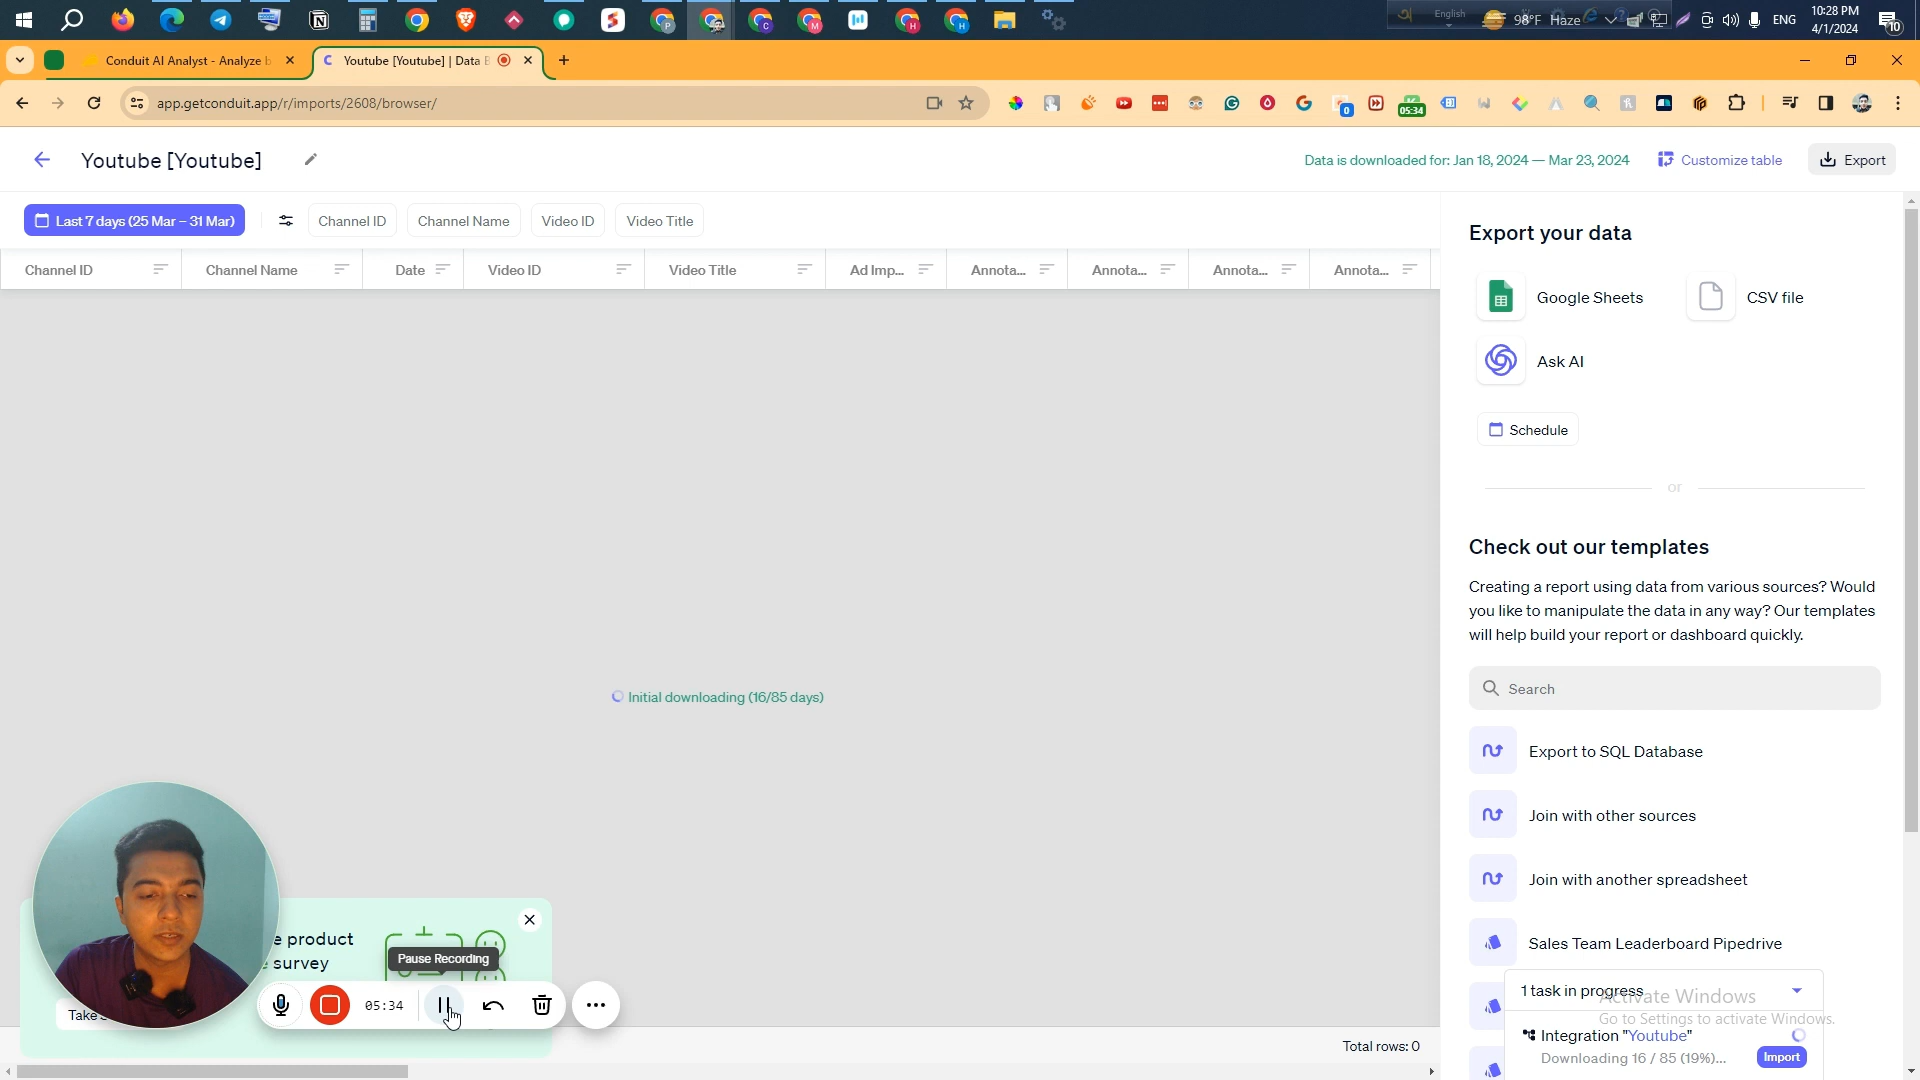 English
98°F Haze
ENG
10:28 PM
4/1/2024
10
Conduit AI Analyst - Analyze b
Youtube [Youtube] | Data B
app.getconduit.app/r/imports/2608/browser/
0
05:34
Youtube [Youtube]
Data is downloaded for: Jan 18, 2024 — Mar 23, 2024
Customize table
Export
Last 7 days (25 Mar – 31 Mar)
Channel ID
Channel Name
Video ID
Video Title
Channel ID
Channel Name
Date
Video ID
Video Title
Ad Imp...
Annota...
Annota...
Annota...
Annota...
Export your data
Google Sheets
CSV file
Ask AI
Schedule
or
Check out our templates
Creating a report using data from various sources? Would
you like to manipulate the data in any way? Our templates
will help build your report or dashboard quickly.
Search
Initial downloading (16/85 days)
Export to SQL Database
Join with other sources
Join with another spreadsheet
Sales Team Leaderboard Pipedrive
e product
survey
Pause Recording
05:34
Take
1 task in progress
Activate Windows
Go to Settings to activate Windows.
Integration "Youtube"
Downloading 16 / 85 (19%)...
Import
Total rows: 0